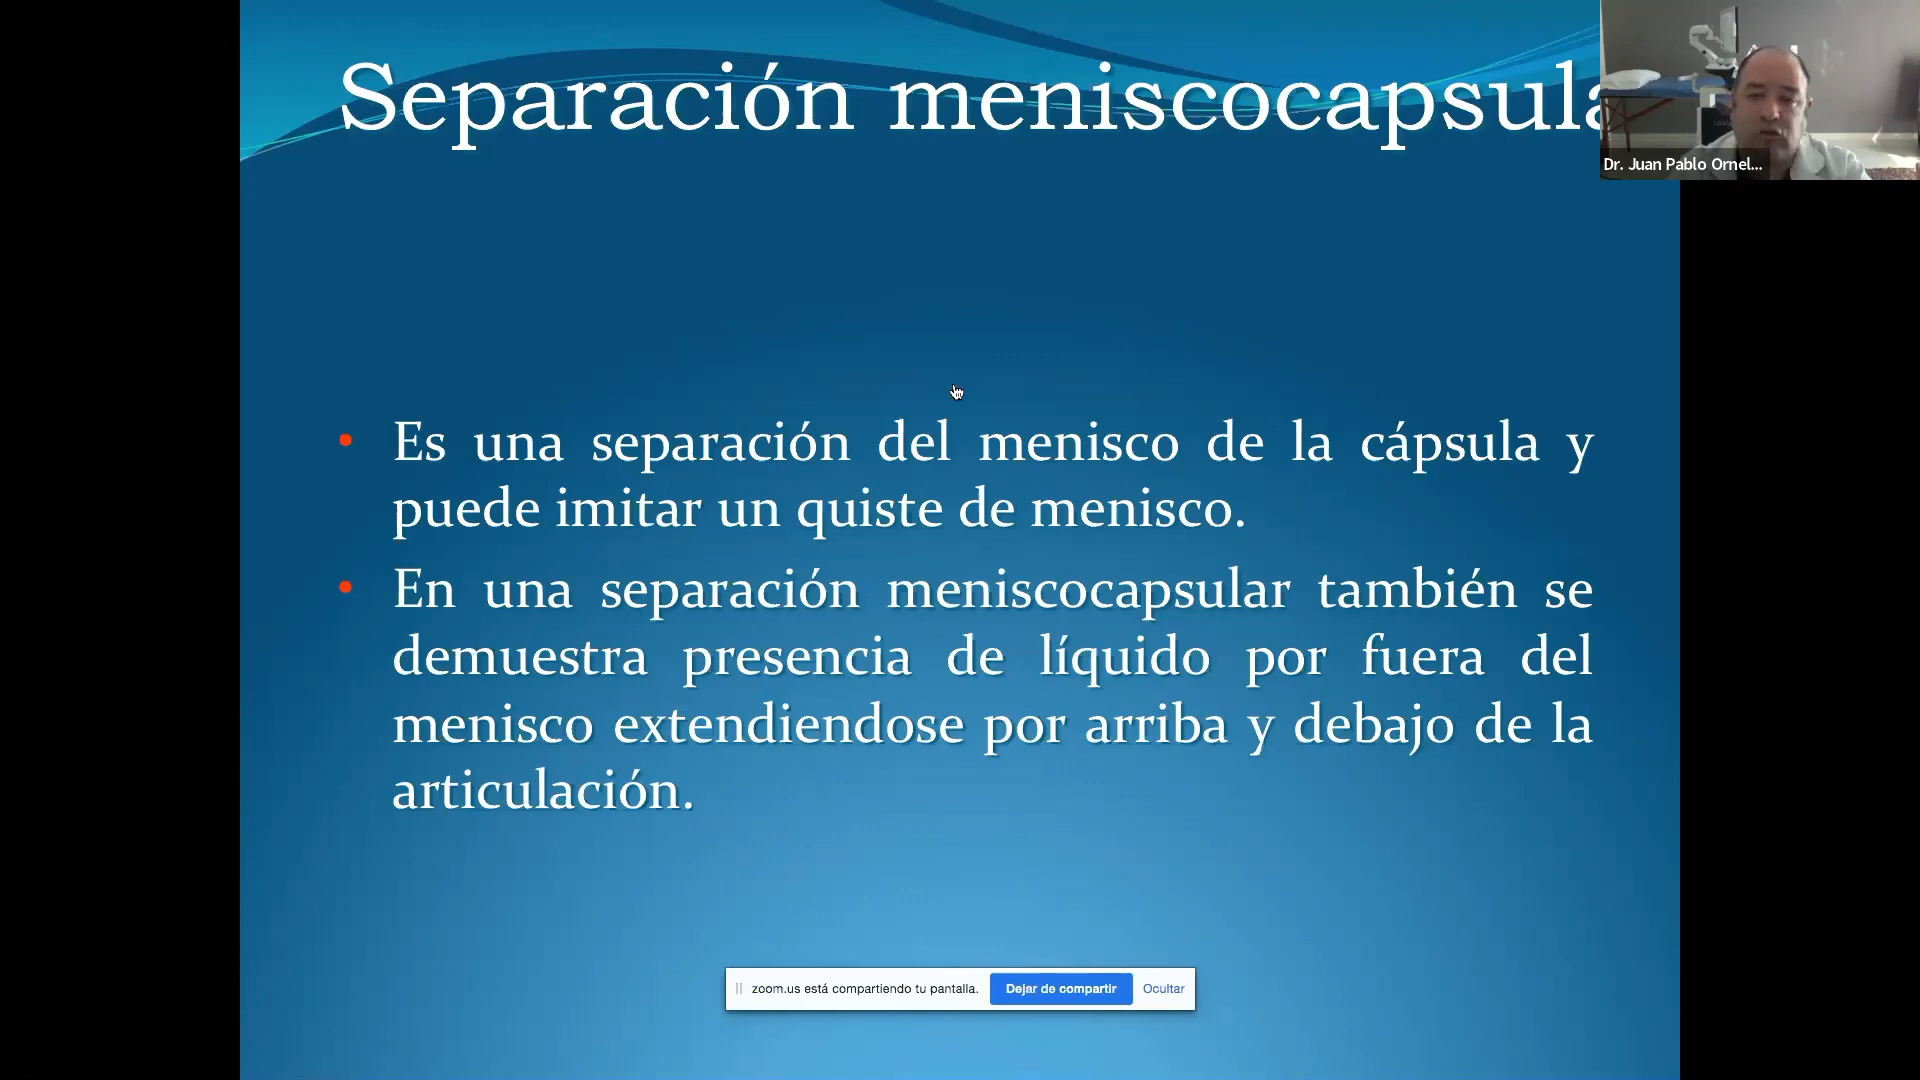 Separación meniscocapsula
Dr. Juan Pablo Ornel...
• Es una separación del menisco de la cápsula y
puede imitar un quiste de menisco.
• En una separación meniscocapsular también se
demuestra presencia de líquido por fuera del
menisco extendiendose por arriba y debajo de la
articulación.
zoom.us está compartiendo tu pantalla. Dejar de compartir Ocultar